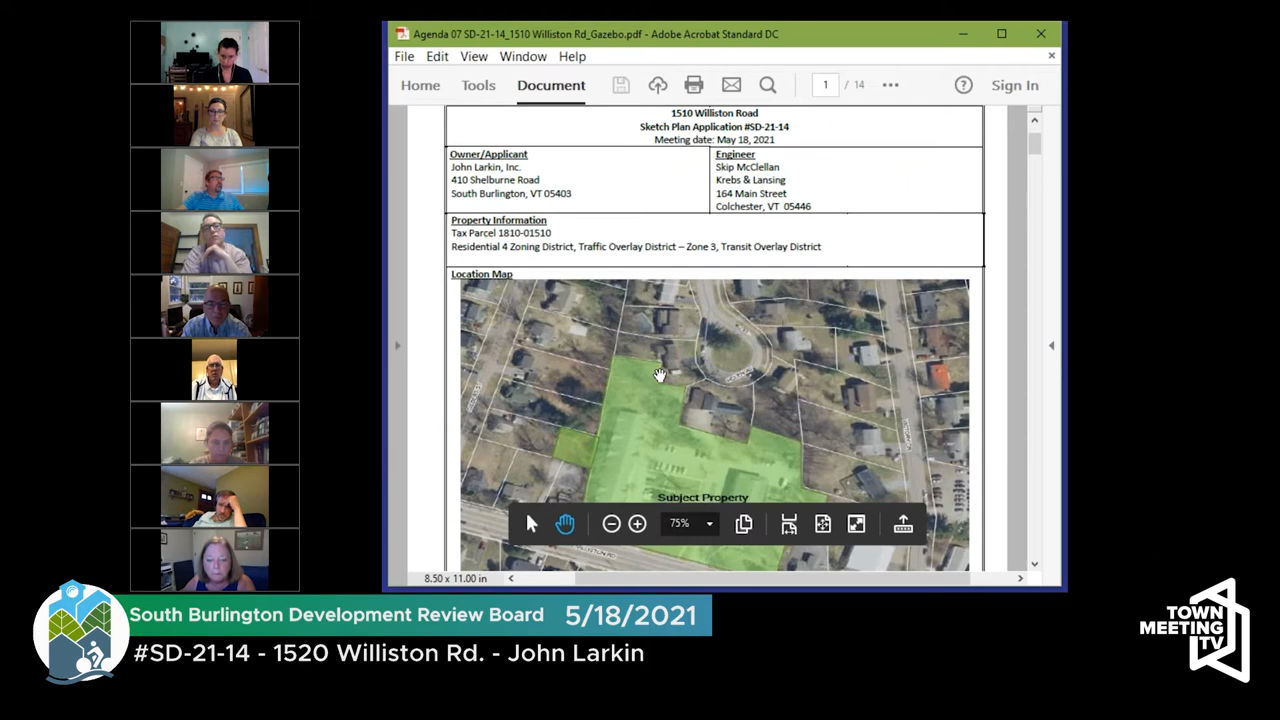 Agenda 07 SD-21-14_1510 Williston Rd_Gazebo.pdf - Adobe Acrobat Standard DC
File Edit View Window Help
Home Tools Document 1 / 14 Sign In
1510 Williston Road
Sketch Plan Application #SD-21-14
Meeting date: May 18, 2021
Owner/Applicant
John Larkin, Inc.
410 Shelburne Road
South Burlington, VT 05403
Engineer
Skip McClellan
Krebs & Lansing
164 Main Street
Colchester, VT 05446
Property Information
Tax Parcel 1810-01510
Residential 4 Zoning District, Traffic Overlay District – Zone 3, Transit Overlay District
Location Map
Subject Property
75%
8.50 x 11.00 in
South Burlington Development Review Board 5/18/2021
#SD-21-14 - 1520 Williston Rd. - John Larkin
TOWN
MEETING
TV